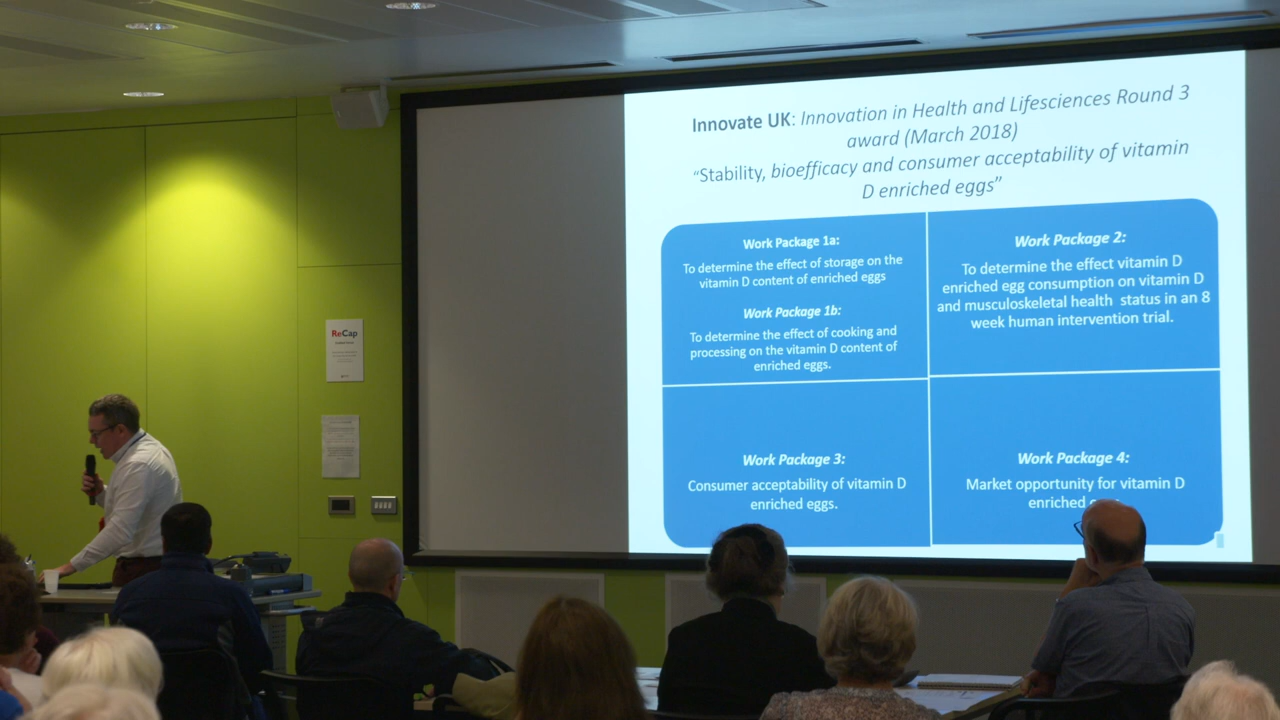 Innovate UK: Innovation in Health and Lifesciences Round 3
award (March 2018)
"Stability, bioefficacy and consumer acceptability of vitamin
D enriched eggs"
Work Package 1a:
To determine the effect of storage on the
vitamin D content of enriched eggs
Work Package 1b:
To determine the effect of cooking and
processing on the vitamin D content of
enriched eggs.
Work Package 2:
To determine the effect vitamin D
enriched egg consumption on vitamin D
and musculoskeletal health status in an 8
week human intervention trial.
Work Package 3:
Consumer acceptability of vitamin D
enriched eggs.
Work Package 4:
Market opportunity for vitamin D
enriched
ReCap